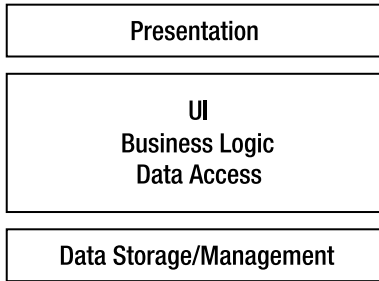 Presentation
UI
Business Logic
Data Access
Data Storage/Management